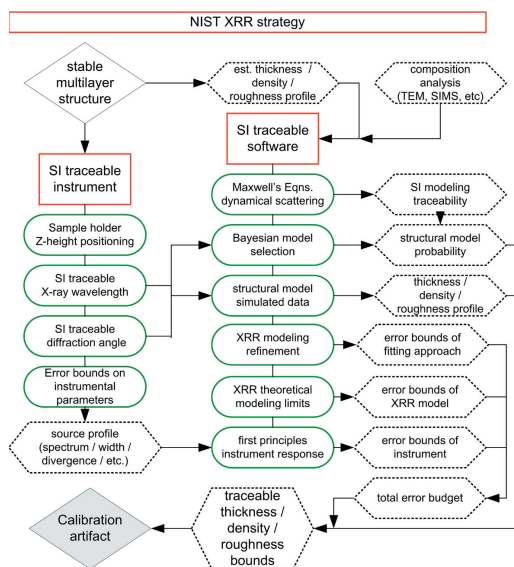 NIST XRR strategy
stable
multilayer
structure
est. thickness /
density /
roughness profile
composition
analysis
(TEM, SIMS, etc)
SI traceable
instrument
SI traceable
software
Sample holder
Z-height positioning
SI traceable
X-ray wavelength
SI traceable
diffraction angle
Error bounds on
instrumental
parameters
source profile
(spectrum / width /
divergence / etc.)
Maxwell's Eqns.
dynamical scattering
Bayesian model
selection
structural model
simulated data
XRR modeling
refinement
XRR theoretical
modeling limits
first principles
instrument response
SI modeling
traceability
structural model
probability
thickness /
density /
roughness profile
error bounds of
fitting approach
error bounds of
XRR model
error bounds of
instrument
total error budget
traceable
thickness /
density /
roughness
bounds
Calibration
artifact